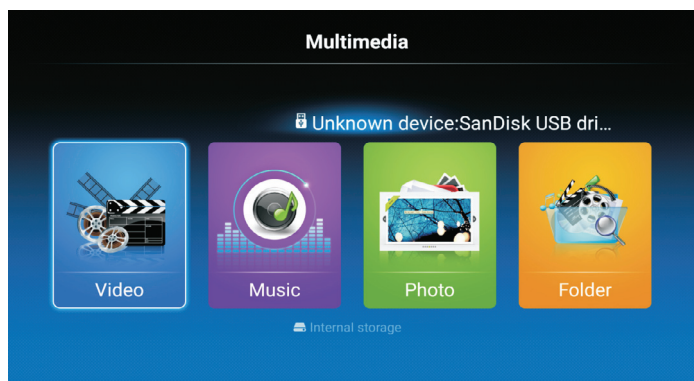 Multimedia
Unknown device:SanDisk USB dri...
Video
Music
Photo
Folder
Internal storage